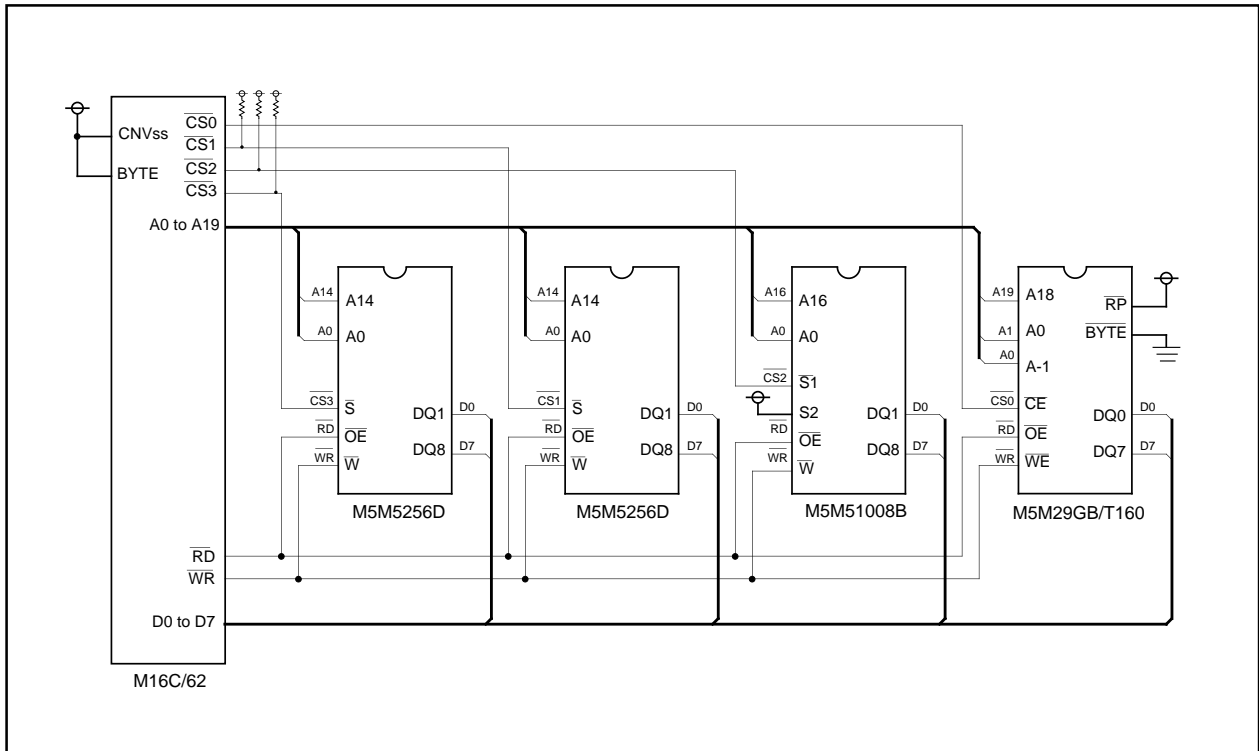 CNVss
BYTE
CS0
CS1
CS2
CS3
A0 to A19
RD
WR
D0 to D7
M16C/62
A14
A14
A0
A0
CS3
S
RD
OE
WR
W
DQ1
D0
DQ8
D7
M5M5256D
A14
A14
A0
A0
CS1
S
RD
OE
WR
W
DQ1
D0
DQ8
D7
M5M5256D
A16
A16
A0
A0
CS2
S1
S2
RD
OE
WR
W
DQ1
D0
DQ8
D7
M5M51008B
A19
A18
A1
A0
A0
A-1
CS0
CE
RD
OE
WR
WE
RP
BYTE
DQ0
D0
DQ7
D7
M5M29GB/T160